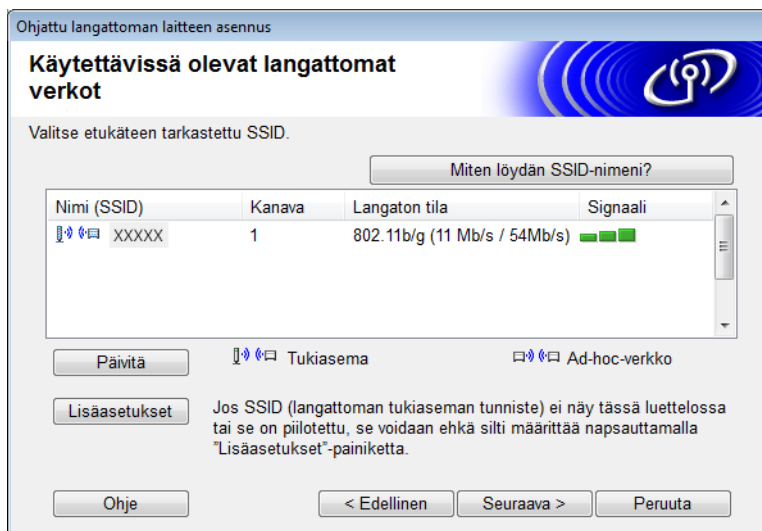 Ohjattu langattoman laitteen asennus
Käytettävissä olevat langattomat
verkot
Valitse etukäteen tarkastettu SSID.
Miten löydän SSID-nimeni?
Nimi (SSID) Kanava Langaton tila Signaali
XXXXX 1 802.11b/g (11 Mb/s / 54Mb/s)
Päivitä Tukiasema Ad-hoc-verkko
Lisäasetukset
Jos SSID (langattoman tukiaseman tunniste) ei näy tässä luettelossa
tai se on piilotettu, se voidaan ehkä silti määrittää napsauttamalla
"Lisäasetukset"-painiketta.
Ohje < Edellinen Seuraava > Peruuta